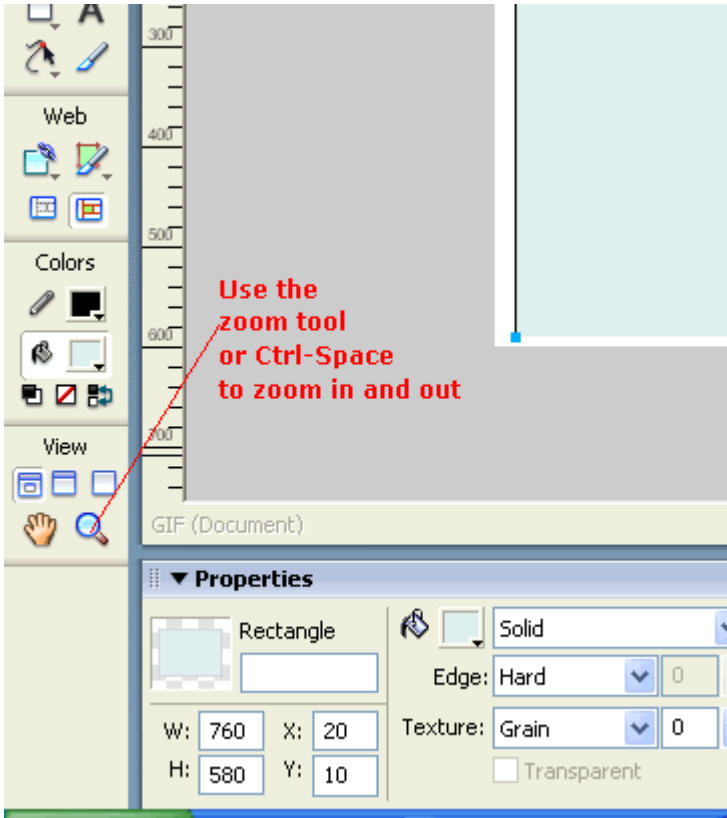 A
300
Web
400
500
Colors
Use the
zoom tool
or Ctrl-Space
to zoom in and out
600
700
View
GIF (Document)
Properties
Rectangle
Solid
Edge: Hard 0
W: 760 X: 20
Texture: Grain 0
H: 580 Y: 10
Transparent